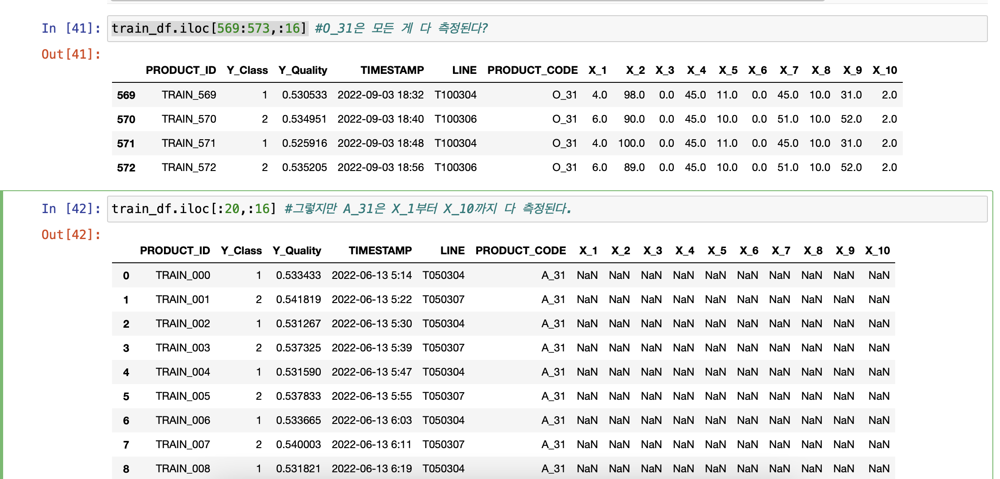 In [41]: train_df.iloc[569:573,:16] #O_31은 모든 게 다 측정된다?
Out[41]:
PRODUCT_ID Y_Class Y_Quality TIMESTAMP LINE PRODUCT_CODE X_1 X_2 X_3 X_4 X_5 X_6 X_7 X_8 X_9 X_10
569 TRAIN_569 1 0.530533 2022-09-03 18:32 T100304 O_31 4.0 98.0 0.0 45.0 11.0 0.0 45.0 10.0 31.0 2.0
570 TRAIN_570 2 0.534951 2022-09-03 18:40 T100306 O_31 6.0 90.0 0.0 45.0 10.0 0.0 51.0 10.0 52.0 2.0
571 TRAIN_571 1 0.525916 2022-09-03 18:48 T100304 O_31 4.0 100.0 0.0 45.0 11.0 0.0 45.0 10.0 31.0 2.0
572 TRAIN_572 2 0.535205 2022-09-03 18:56 T100306 O_31 6.0 89.0 0.0 45.0 10.0 0.0 51.0 10.0 52.0 2.0
In [42]: train_df.iloc[:20,:16] #그렇지만 A_31은 X_1부터 X_10까지 다 측정된다.
Out[42]:
PRODUCT_ID Y_Class Y_Quality TIMESTAMP LINE PRODUCT_CODE X_1 X_2 X_3 X_4 X_5 X_6 X_7 X_8 X_9 X_10
0 TRAIN_000 1 0.533433 2022-06-13 5:14 T050304 A_31 NaN NaN NaN NaN NaN NaN NaN NaN NaN NaN
1 TRAIN_001 2 0.541819 2022-06-13 5:22 T050307 A_31 NaN NaN NaN NaN NaN NaN NaN NaN NaN NaN
2 TRAIN_002 1 0.531267 2022-06-13 5:30 T050304 A_31 NaN NaN NaN NaN NaN NaN NaN NaN NaN NaN
3 TRAIN_003 2 0.537325 2022-06-13 5:39 T050307 A_31 NaN NaN NaN NaN NaN NaN NaN NaN NaN NaN
4 TRAIN_004 1 0.531590 2022-06-13 5:47 T050304 A_31 NaN NaN NaN NaN NaN NaN NaN NaN NaN NaN
5 TRAIN_005 2 0.537833 2022-06-13 5:55 T050307 A_31 NaN NaN NaN NaN NaN NaN NaN NaN NaN NaN
6 TRAIN_006 1 0.533665 2022-06-13 6:03 T050304 A_31 NaN NaN NaN NaN NaN NaN NaN NaN NaN NaN
7 TRAIN_007 2 0.540003 2022-06-13 6:11 T050307 A_31 NaN NaN NaN NaN NaN NaN NaN NaN NaN NaN
8 TRAIN_008 1 0.531821 2022-06-13 6:19 T050304 A_31 NaN NaN NaN NaN NaN NaN NaN NaN NaN NaN